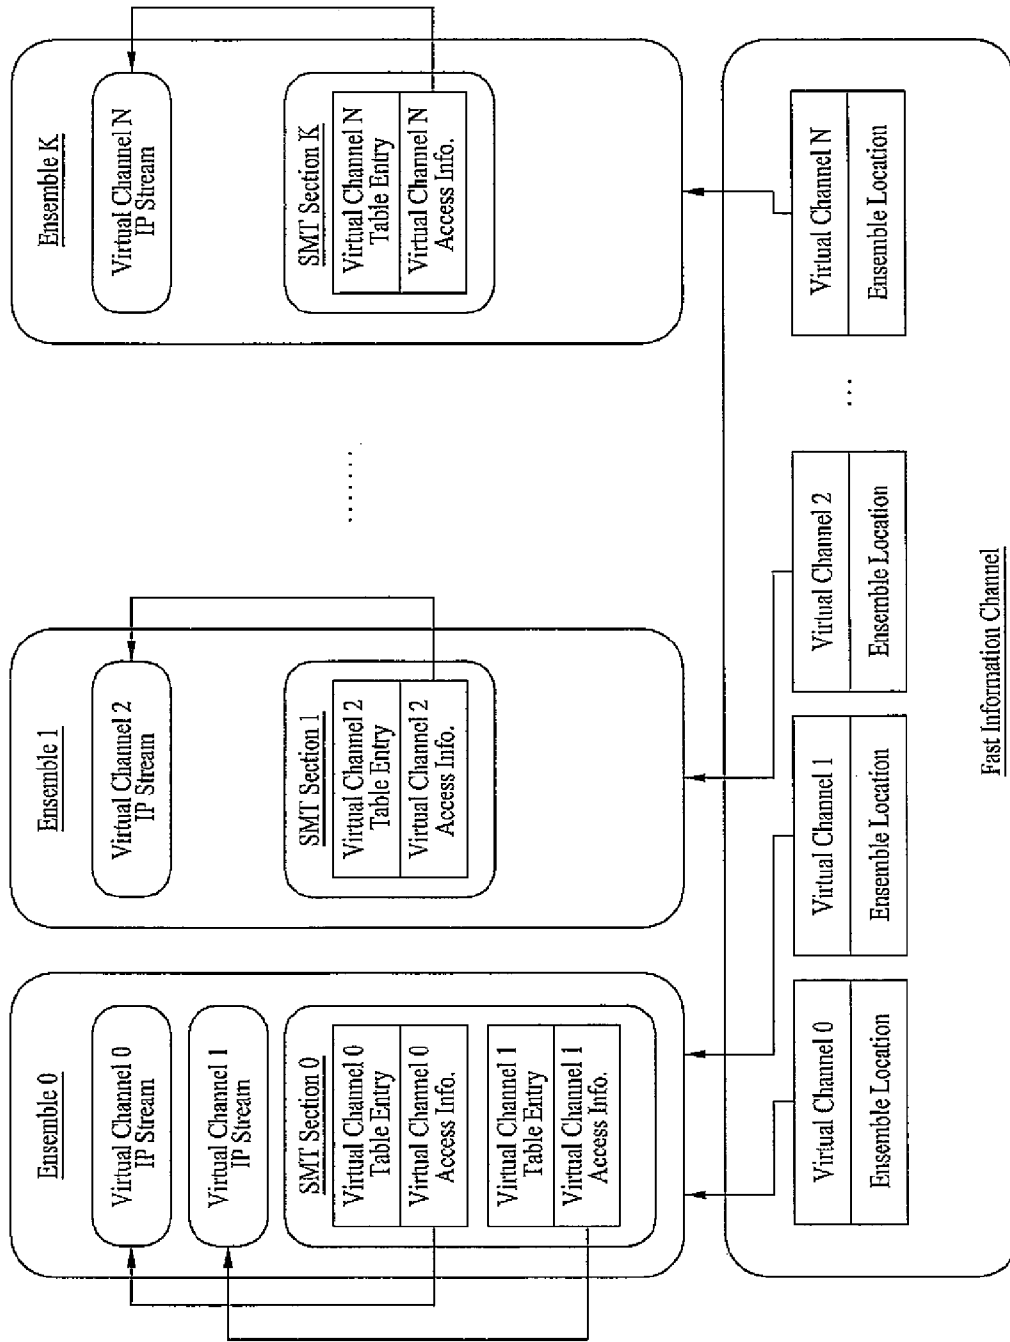 Ensemble 0
Virtual Channel 0
IP Stream
Virtual Channel 1
IP Stream
SMT Section 0
Virtual Channel 0
Table Entry
Virtual Channel 0
Access Info.
Virtual Channel 1
Table Entry
Virtual Channel 1
Access Info.
Ensemble 1
Virtual Channel 2
IP Stream
SMT Section 1
Virtual Channel 2
Table Entry
Virtual Channel 2
Access Info.
........
Ensemble K
Virtual Channel N
IP Stream
SMT Section K
Virtual Channel N
Table Entry
Virtual Channel N
Access Info.
Virtual Channel 0
Ensemble Location
Virtual Channel 1
Ensemble Location
Virtual Channel 2
Ensemble Location
...
Virtual Channel N
Ensemble Location
Fast Information Channel